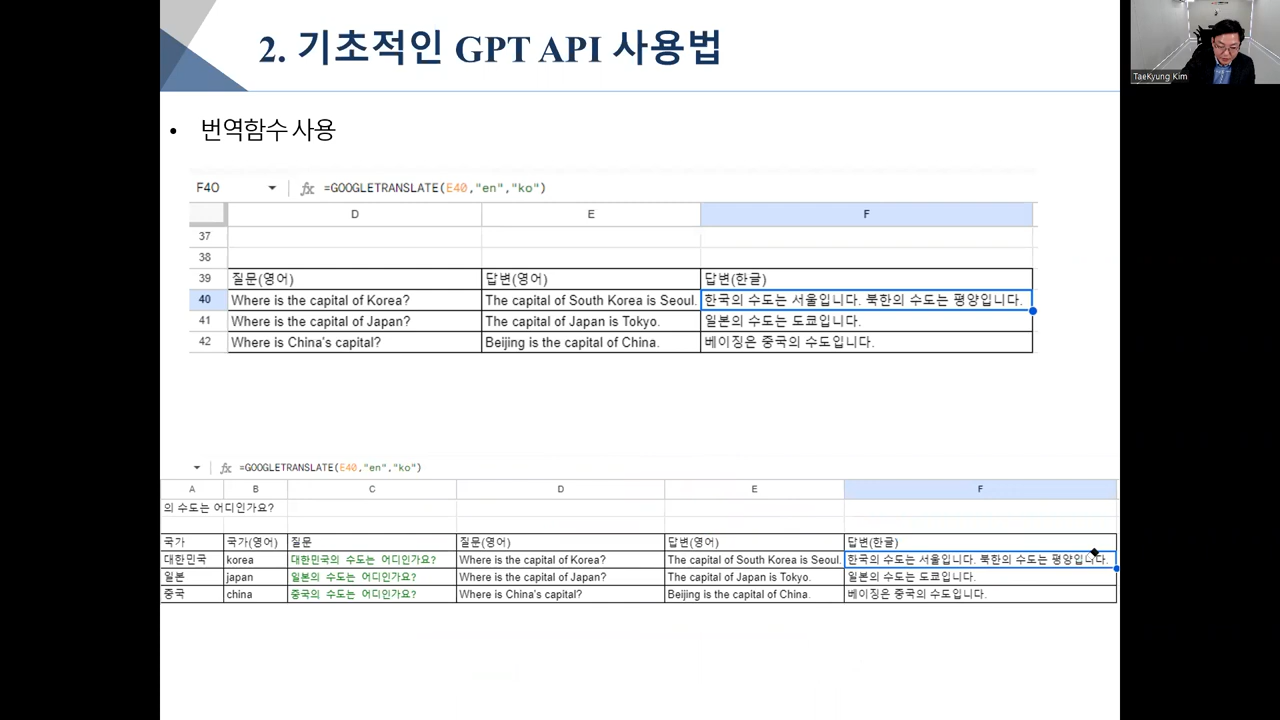 2. 기초적인 GPT API 사용법
TaeKyung Kim
• 번역함수 사용
F40 fx =GOOGLETRANSLATE(E40,"en","ko")
D E F
37
38
39 질문(영어) 답변(영어) 답변(한글)
40 Where is the capital of Korea? The capital of South Korea is Seoul. 한국의 수도는 서울입니다. 북한의 수도는 평양입니다.
41 Where is the capital of Japan? The capital of Japan is Tokyo. 일본의 수도는 도쿄입니다.
42 Where is China's capital? Beijing is the capital of China. 베이징은 중국의 수도입니다.
fx =GOOGLETRANSLATE(E40,"en","ko")
A B C D E F
의 수도는 어디인가요?
국가 국가(영어) 질문 질문(영어) 답변(영어) 답변(한글)
대한민국 korea 대한민국의 수도는 어디인가요? Where is the capital of Korea? The capital of South Korea is Seoul. 한국의 수도는 서울입니다. 북한의 수도는 평양입니다.
일본 japan 일본의 수도는 어디인가요? Where is the capital of Japan? The capital of Japan is Tokyo. 일본의 수도는 도쿄입니다.
중국 china 중국의 수도는 어디인가요? Where is China's capital? Beijing is the capital of China. 베이징은 중국의 수도입니다.